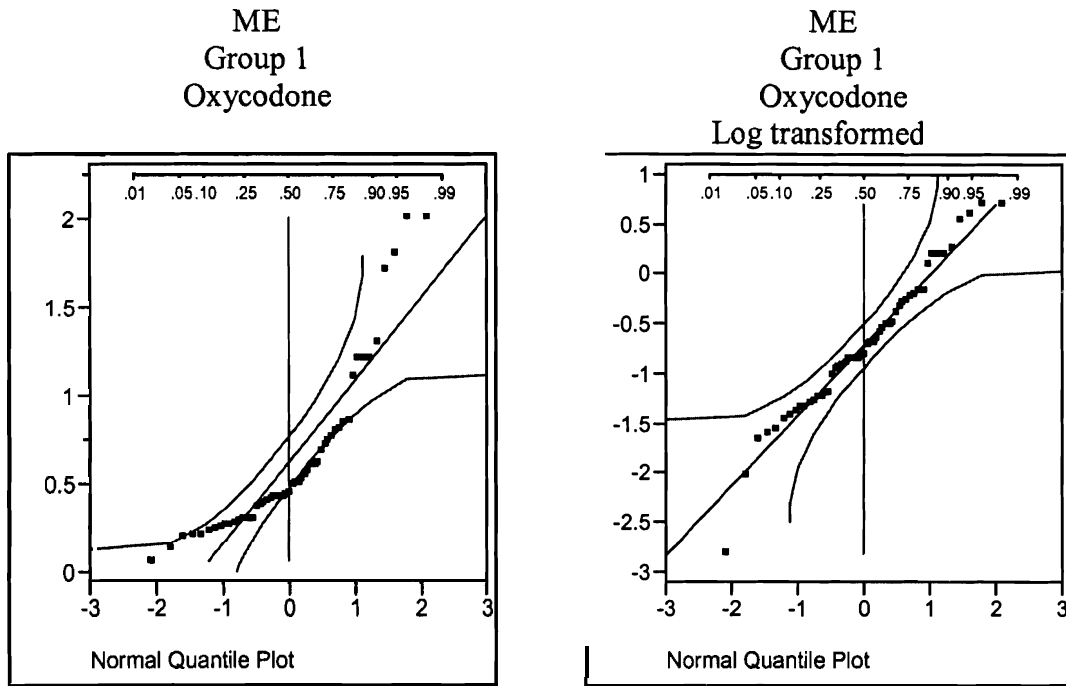 ME
Group 1
Oxycodone
.01 .05 .10 .25 .50 .75 .90 .95 .99
2
1.5
1
0.5
0
-3 -2 -1 0 1 2 3
Normal Quantile Plot
ME
Group 1
Oxycodone
Log transformed
.01 .05 .10 .25 .50 .75 .90 .95 .99
1
0.5
0
-0.5
-1
-1.5
-2
-2.5
-3
-3 -2 -1 0 1 2 3
Normal Quantile Plot